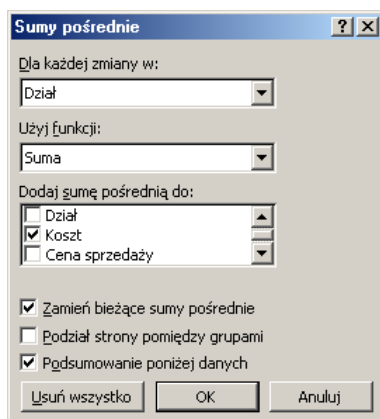 Sumy pośrednie
Dla każdej zmiany w:
Dział
Użyj funkcji:
Suma
Dodaj sumę pośrednią do:
Dział
Koszt
Cena sprzedaży
Zamień bieżące sumy pośrednie
Podział strony pomiędzy grupami
Podsumowanie poniżej danych
Usuń wszystko OK Anuluj